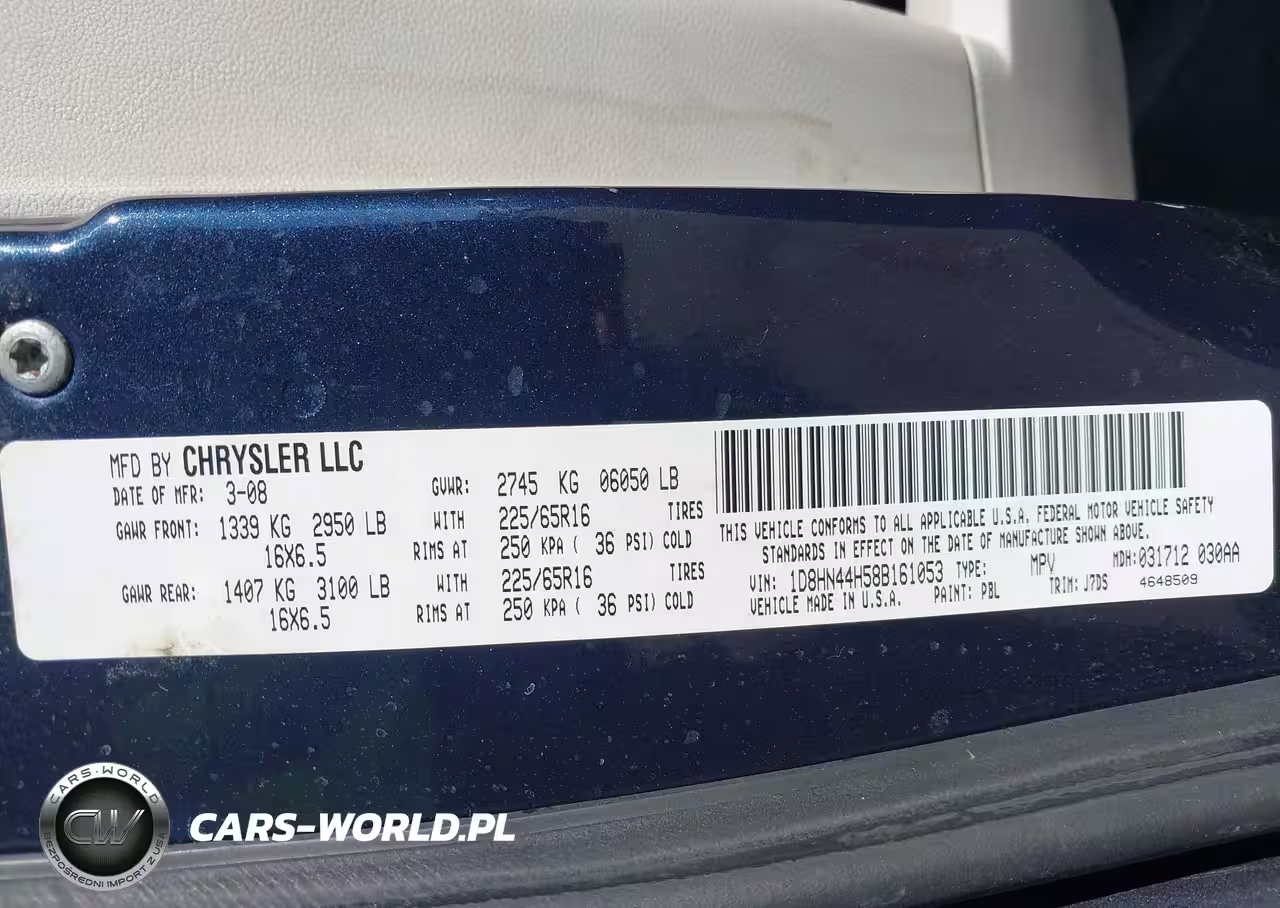 MFD BY CHRYSLER LLC
DATE OF MFR: 3-08
GVWR: 2745 KG 06050 LB
GAWR FRONT: 1339 KG 2950 LB WITH 225/65R16 TIRES
16X6.5 RIMS AT 250 KPA ( 36 PSI) COLD
GAWR REAR: 1407 KG 3100 LB WITH 225/65R16 TIRES
16X6.5 RIMS AT 250 KPA ( 36 PSI) COLD
THIS VEHICLE CONFORMS TO ALL APPLICABLE U.S.A. FEDERAL MOTOR VEHICLE SAFETY
STANDARDS IN EFFECT ON THE DATE OF MANUFACTURE SHOWN ABOVE.
VIN: 1D8HN44H58B161053 TYPE: MPV MDH:031712 030AA
VEHICLE MADE IN U.S.A. PAINT: PBL TRIM: J7DS 4648509
CARS-WORLD
CW
BEZPOŚREDNI IMPORT Z USA
CARS-WORLD.PL